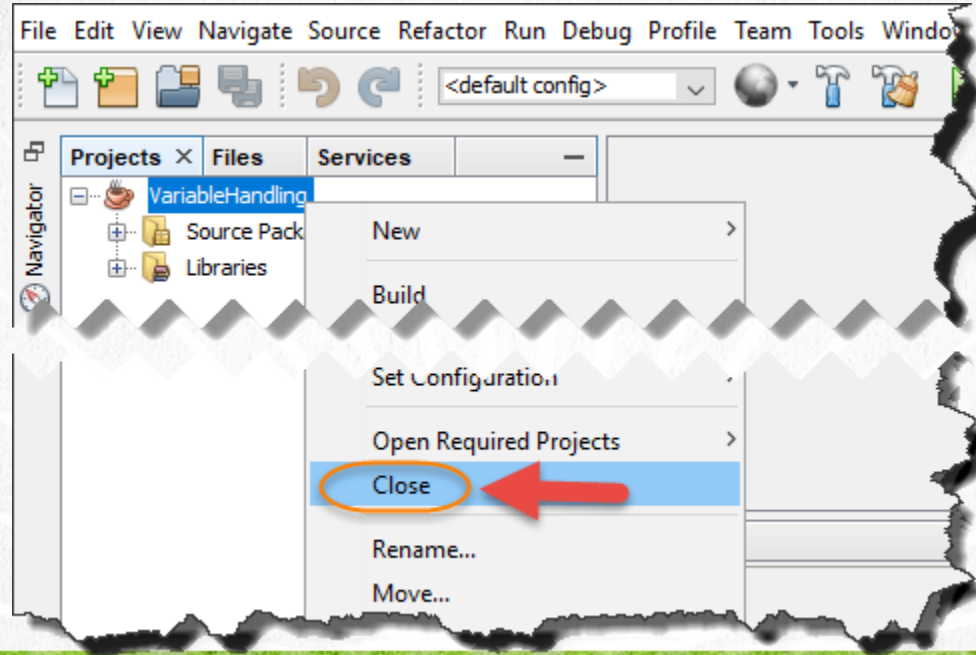 File Edit View Navigate Source Refactor Run Debug Profile Team Tools
<default config>
Projects Files Services
Navigator
VariableHandling
Source Pack
Libraries
New
Build
Set Configuration
Open Required Projects
Close
Rename...
Move...